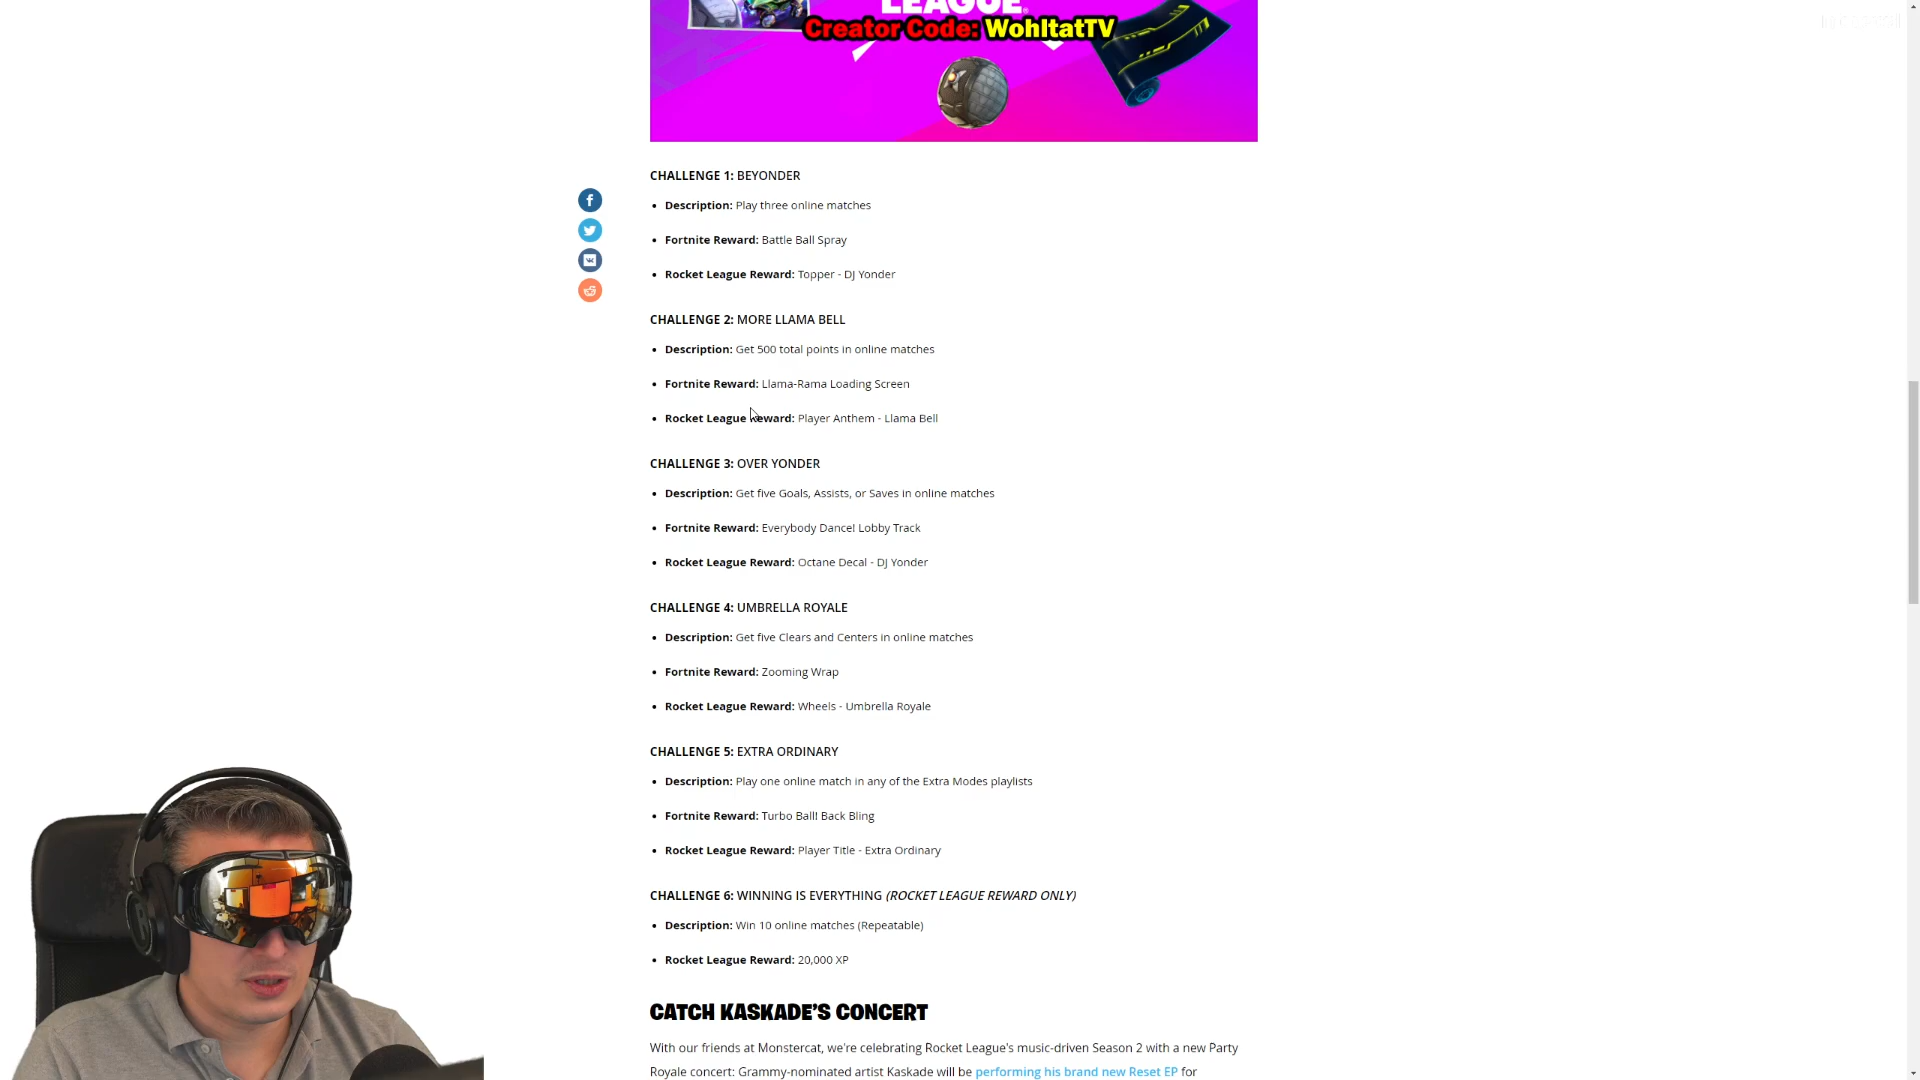 LEAGUE
Creator Code: WohltatTV
CHALLENGE 1: BEYONDER
• Description: Play three online matches
• Fortnite Reward: Battle Ball Spray
• Rocket League Reward: Topper - DJ Yonder
CHALLENGE 2: MORE LLAMA BELL
• Description: Get 500 total points in online matches
• Fortnite Reward: Llama-Rama Loading Screen
• Rocket League Reward: Player Anthem - Llama Bell
CHALLENGE 3: OVER YONDER
• Description: Get five Goals, Assists, or Saves in online matches
• Fortnite Reward: Everybody Dance! Lobby Track
• Rocket League Reward: Octane Decal - DJ Yonder
CHALLENGE 4: UMBRELLA ROYALE
• Description: Get five Clears and Centers in online matches
• Fortnite Reward: Zooming Wrap
• Rocket League Reward: Wheels - Umbrella Royale
CHALLENGE 5: EXTRA ORDINARY
• Description: Play one online match in any of the Extra Modes playlists
• Fortnite Reward: Turbo Ball! Back Bling
• Rocket League Reward: Player Title - Extra Ordinary
CHALLENGE 6: WINNING IS EVERYTHING (ROCKET LEAGUE REWARD ONLY)
• Description: Win 10 online matches (Repeatable)
• Rocket League Reward: 20,000 XP
CATCH KASKADE'S CONCERT
With our friends at Monstercat, we're celebrating Rocket League's music-driven Season 2 with a new Party
Royale concert: Grammy-nominated artist Kaskade will be performing his brand new Reset EP for